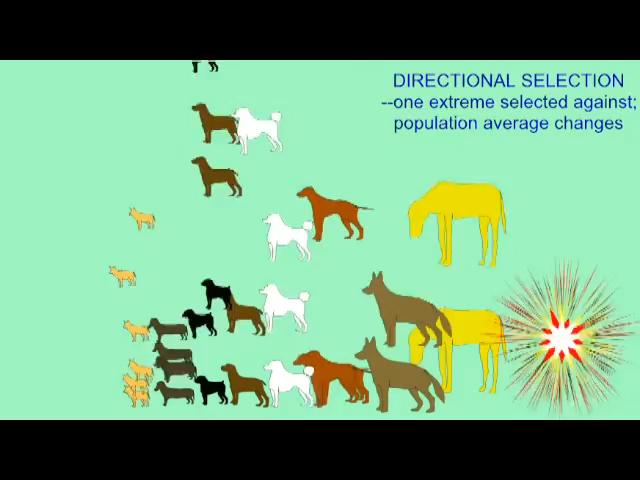 DIRECTIONAL SELECTION
--one extreme selected against;
population average changes